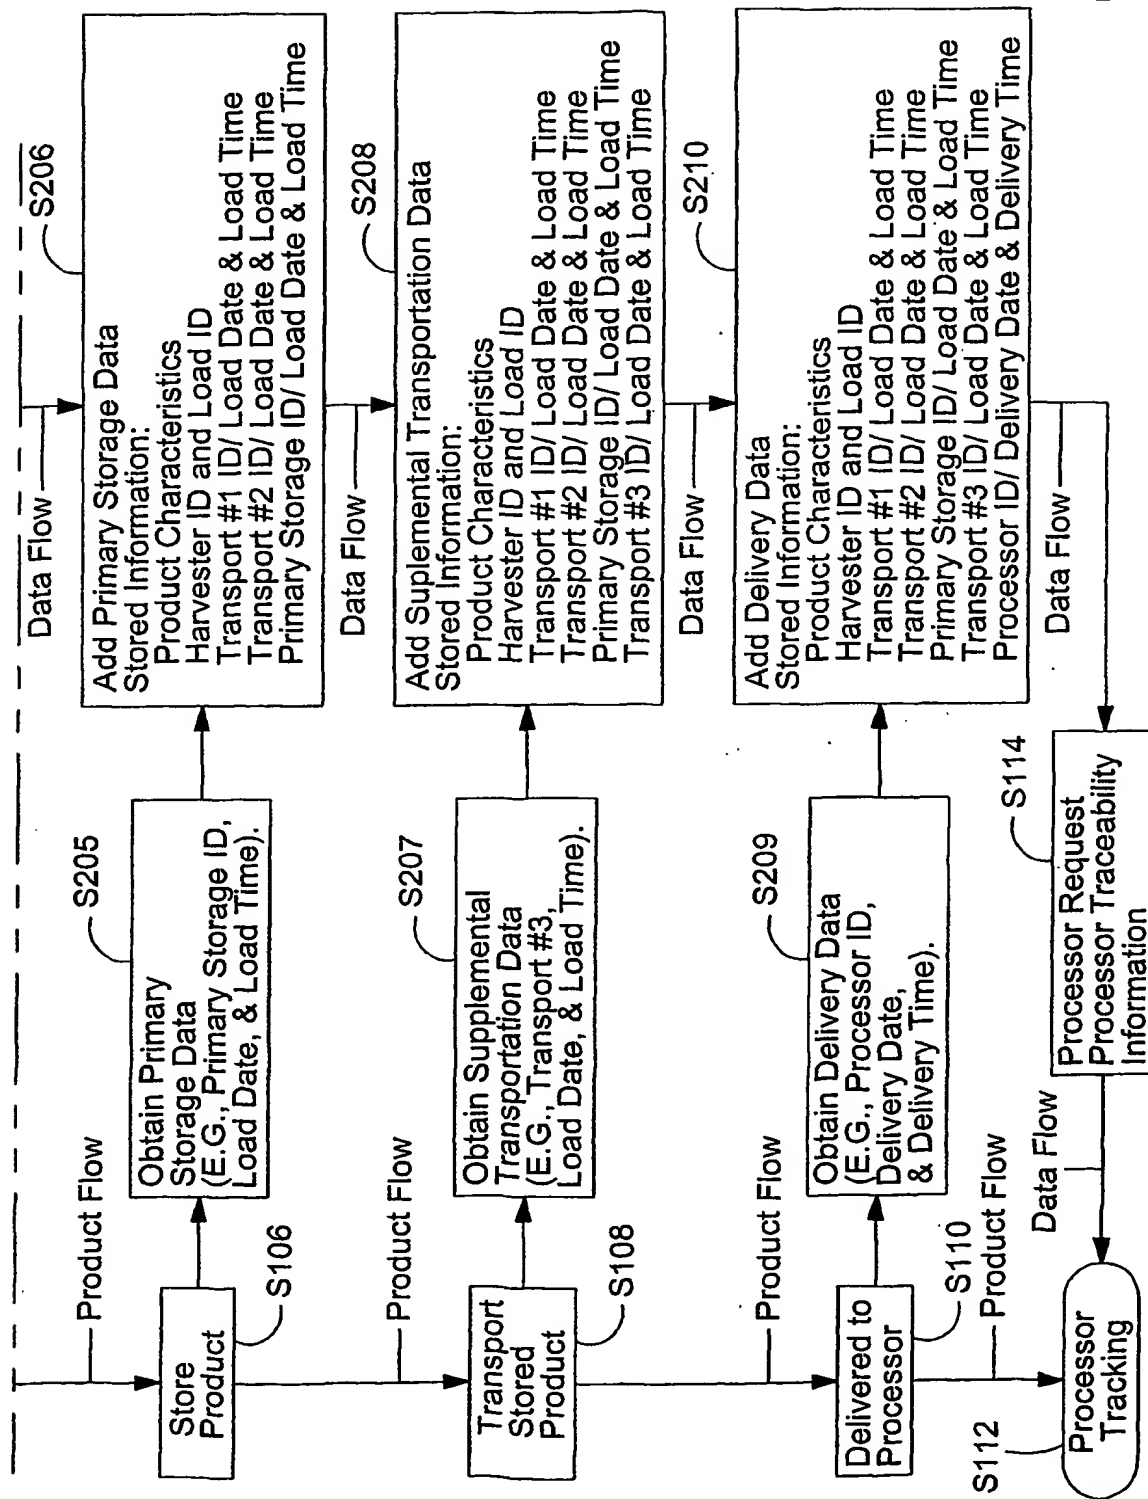 Product Flow
Store
Product
S106
Obtain Primary
Storage Data
(E.G., Primary Storage ID,
Load Date, & Load Time).
S205
Data Flow
Add Primary Storage Data
Stored Information:
Product Characteristics
Harvester ID and Load ID
Transport #1 ID/ Load Date & Load Time
Transport #2 ID/ Load Date & Load Time
Primary Storage ID/ Load Date & Load Time
S206
Product Flow
Transport
Stored
Product
S108
Obtain Supplemental
Transportation Data
(E.G., Transport #3,
Load Date, & Load Time).
S207
Data Flow
Add Suplemental Transportation Data
Stored Information:
Product Characteristics
Harvester ID and Load ID
Transport #1 ID/ Load Date & Load Time
Transport #2 ID/ Load Date & Load Time
Primary Storage ID/ Load Date & Load Time
Transport #3 ID/ Load Date & Load Time
S208
Product Flow
Delivered to
Processor
S110
Obtain Delivery Data
(E.G., Processor ID,
Delivery Date,
& Delivery Time).
S209
Data Flow
Add Delivery Data
Stored Information:
Product Characteristics
Harvester ID and Load ID
Transport #1 ID/ Load Date & Load Time
Transport #2 ID/ Load Date & Load Time
Primary Storage ID/ Load Date & Load Time
Transport #3 ID/ Load Date & Load Time
Processor ID/ Delivery Date & Delivery Time
S210
Product Flow
S112
Processor
Tracking
Data Flow
Processor Request
Processor Traceability
Information
S114
Data Flow